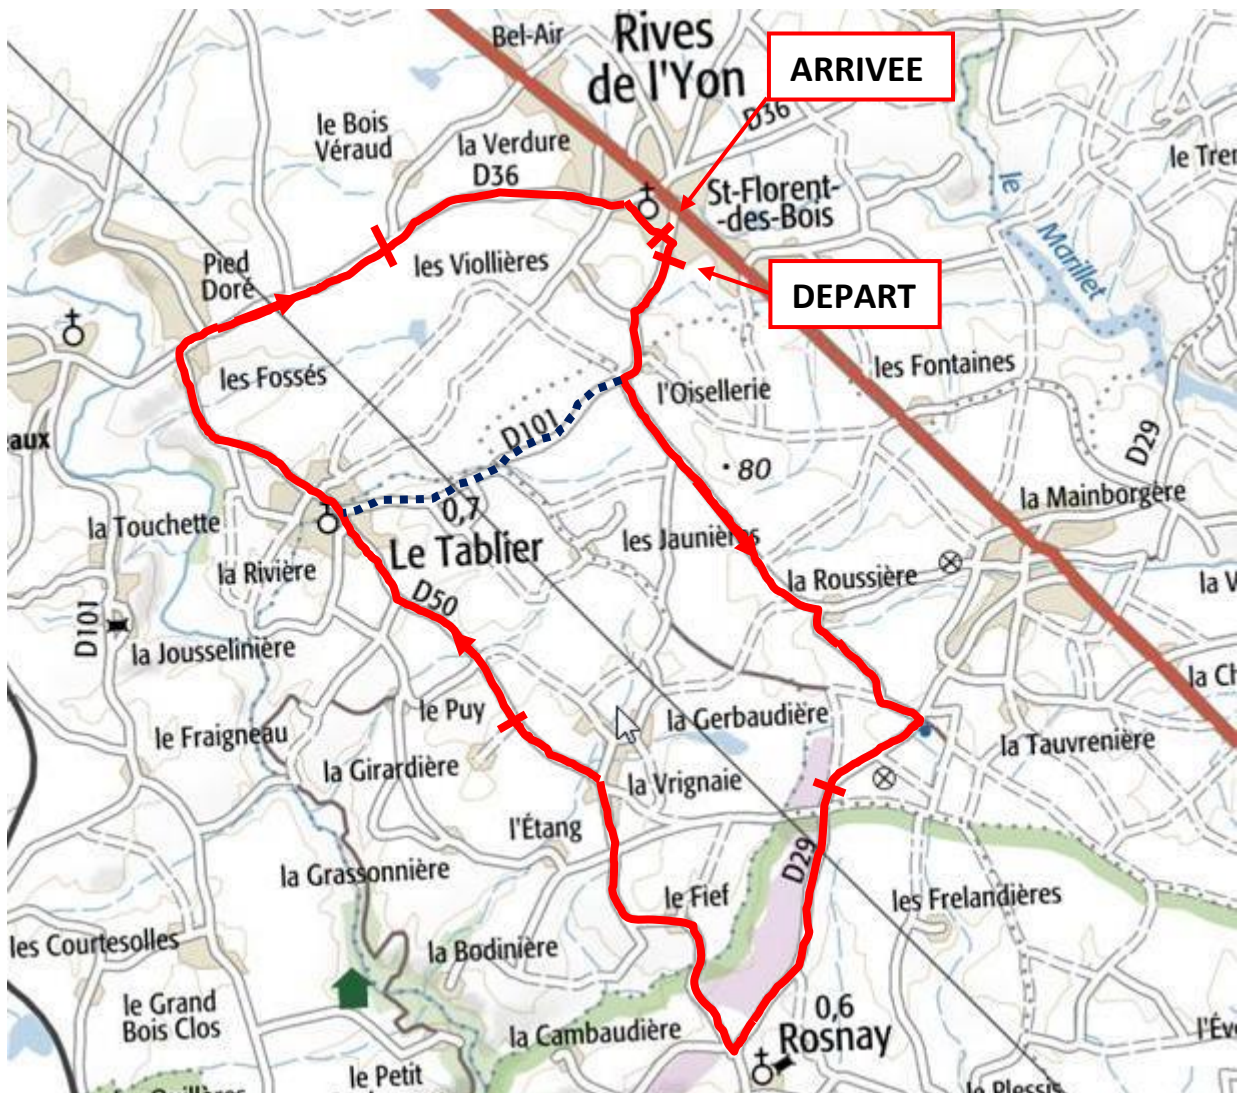 Bel-Air
Rives
de l'Yon
ARRIVEE
D36
le Bois
Véraud
la Verdure
D36
St-Florent-
-des-Bois
le Marillet
Pied
Doré
les Viollières
DEPART
les Fossés
l'Oisellerie
les Fontaines
D101
D29
80
la Mainborgère
0,7
la Touchette
Le Tablier
les Jaunières
la Rivière
la Roussière
D50
D101
la Jousselinière
le Puy
la Gerbaudière
le Fraigneau
la Tauvrenière
la Girardière
la Vrignaie
l'Étang
D29
la Grassonnière
le Fief
les Frelandières
les Courtesolles
la Bodinière
le Grand
Bois Clos
la Cambaudière
0,6
Rosnay
le Petit
le Plessis